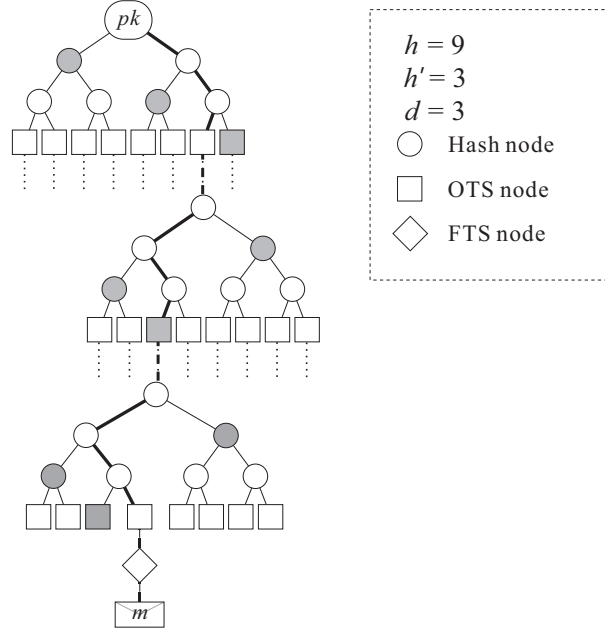 pk
h = 9
h' = 3
d = 3
Hash node
OTS node
FTS node
m